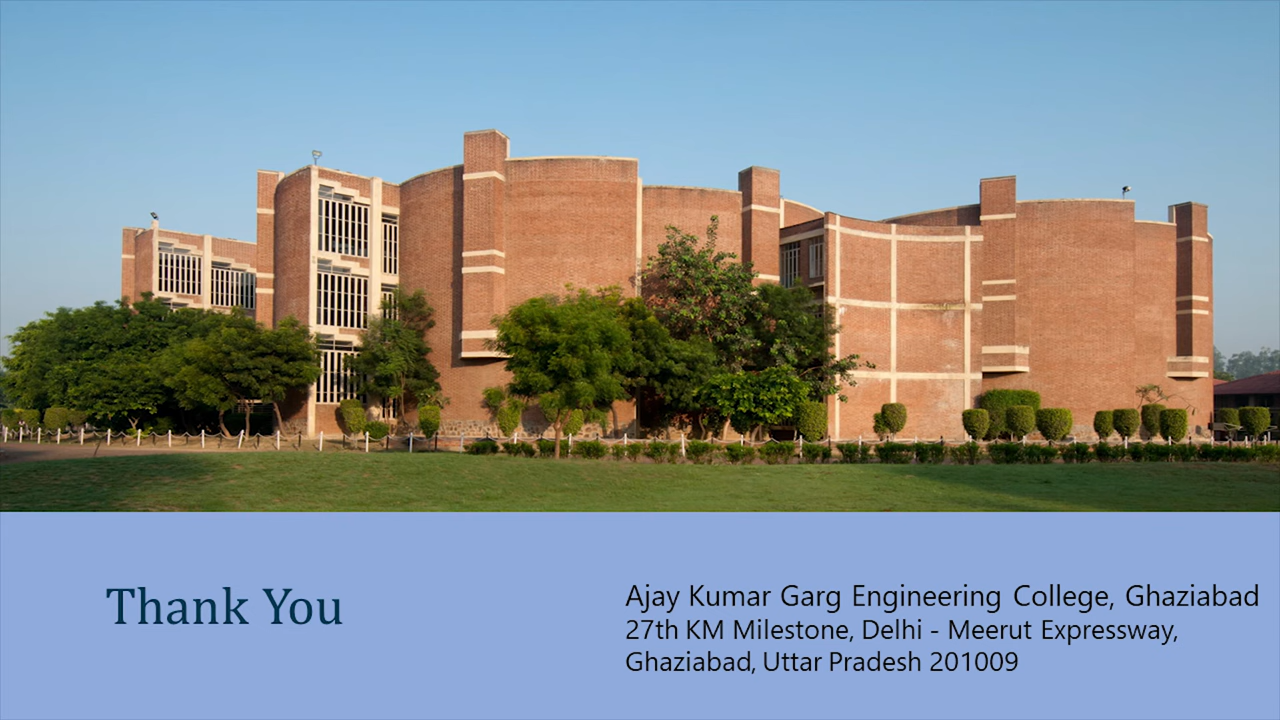 Thank You
Ajay Kumar Garg Engineering College, Ghaziabad
27th KM Milestone, Delhi - Meerut Expressway,
Ghaziabad, Uttar Pradesh 201009